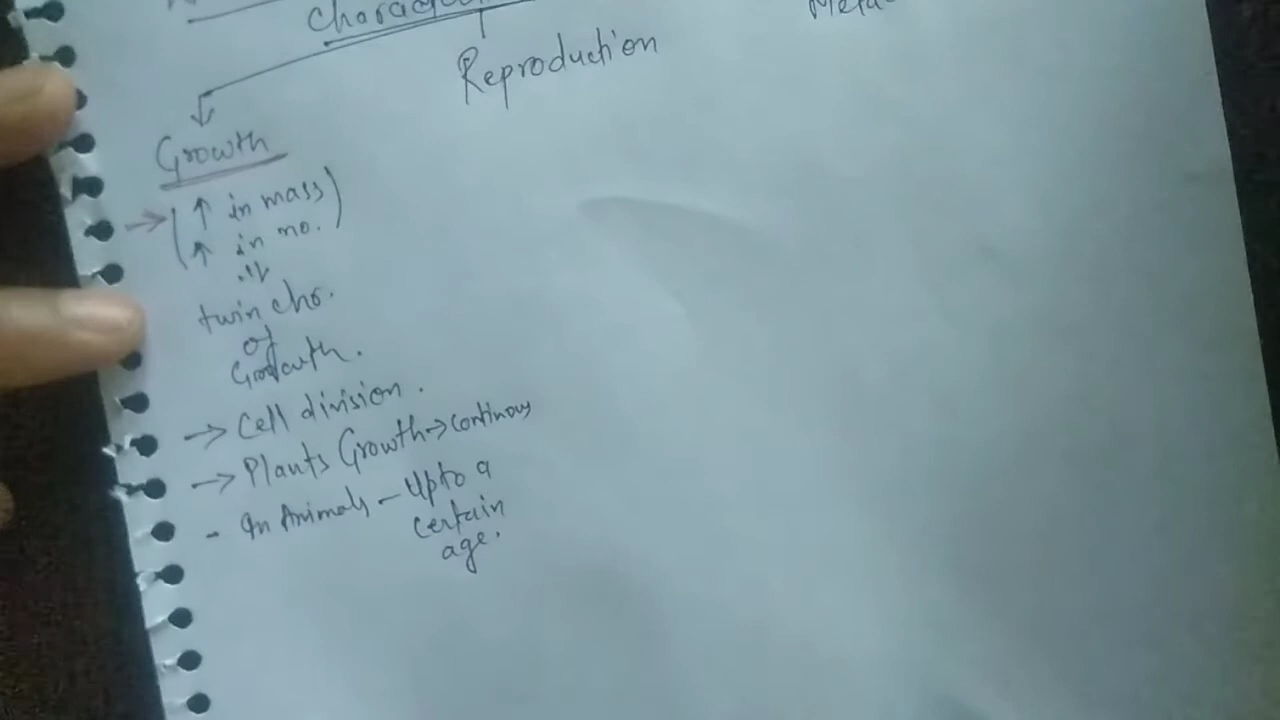 Reproduction
Growth
↑ in mass
↑ in no.
twin chr.
of
Growth.
→ Cell division.
→ Plants Growth → continous
- In Animals - Upto a
certain
age.